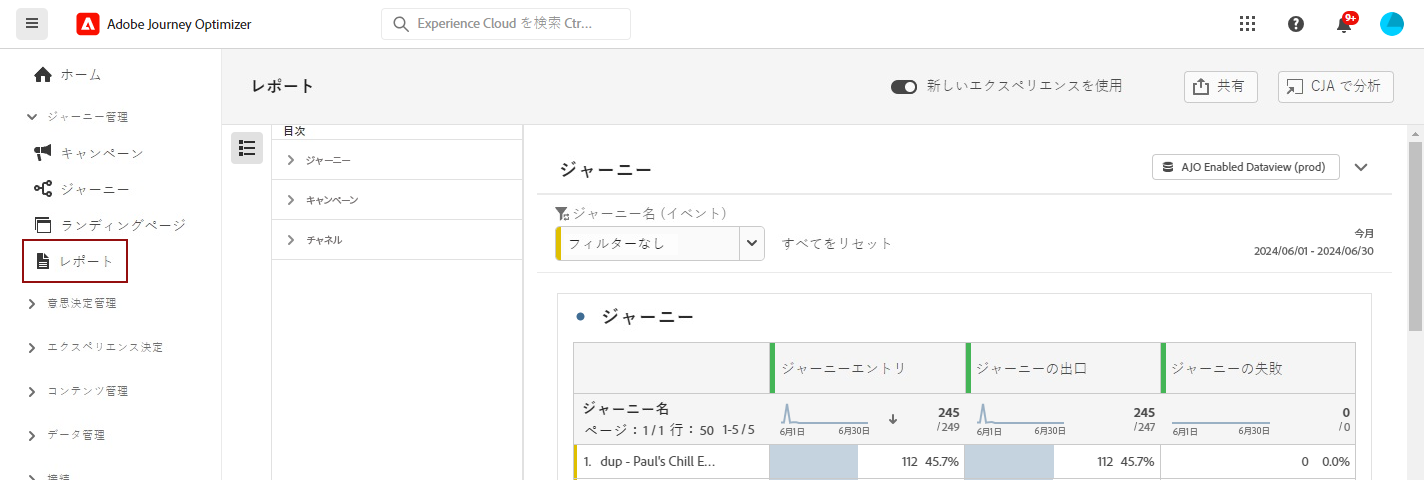 Adobe Journey Optimizer
Experience Cloud を検索 Ctr...
9+
ホーム
ジャーニー管理
キャンペーン
ジャーニー
ランディングページ
レポート
意思決定管理
エクスペリエンス決定
コンテンツ管理
データ管理
レポート
新しいエクスペリエンスを使用
共有
CJA で分析
目次
ジャーニー
キャンペーン
チャネル
ジャーニー
AJO Enabled Dataview (prod)
ジャーニー名 (イベント)
フィルターなし
すべてをリセット
今月
2024/06/01 - 2024/06/30
ジャーニー
ジャーニーエントリ ジャーニーの出口 ジャーニーの失敗
ジャーニー名
ページ：1 / 1 行： 50 1-5 / 5
6月1日 6月30日 245 /249
6月1日 6月30日 245 /247
6月1日 6月30日 0 / 0
1. dup - Paul's Chill E... 112 45.7% 112 45.7% 0 0.0%